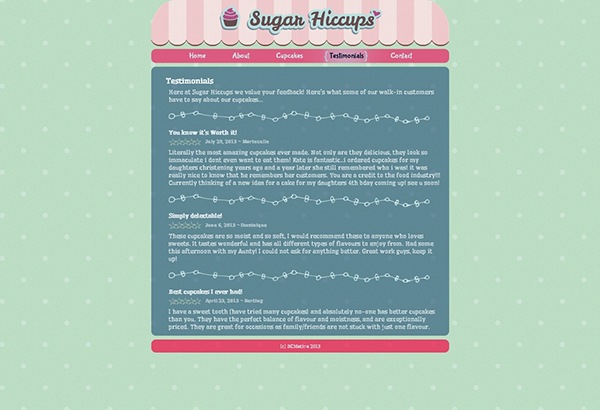 Sugar Hiccups
Home About Cupcakes Testimonials Contact
Testimonials
Here at Sugar Hiccups we value your feedback! Here's what some of our walk-in customers
have to say about our cupcakes...
You know it's Worth it!
July 23, 2013 -
Literally the most amazing cupcakes ever made. Not only are they delicious, they look so
immaculate i dont even want to eat them! Kate is fantastic..i ordered cupcakes for my
daughters christening years ago and a year later she still remembered who i was! it was
really nice to know that he remembers her customers. You are a credit to the food industry!!!
Currently thinking of a new idea for a cake for my daughters 4th bday coming up! see u soon!
Simply delectable!
June 6, 2013 - Dominique
These cupcakes are so moist and so soft, I would recommend these to anyone who loves
sweets. It tastes wonderful and has all different types of flavours to enjoy from. Had some
this afternoon with my Aunty! I could not ask for anything better. Great work guys, keep it
up!
Best cupcakes I ever had!
April 23, 2013 -
I have a sweet tooth (have tried many cupcakes) and absolutely no-one has better cupcakes
than you. They have the perfect balance of flavour and moistness, and are exceptionally
priced. They are great for occasions as family/friends are not stuck with just one flavour.
2013